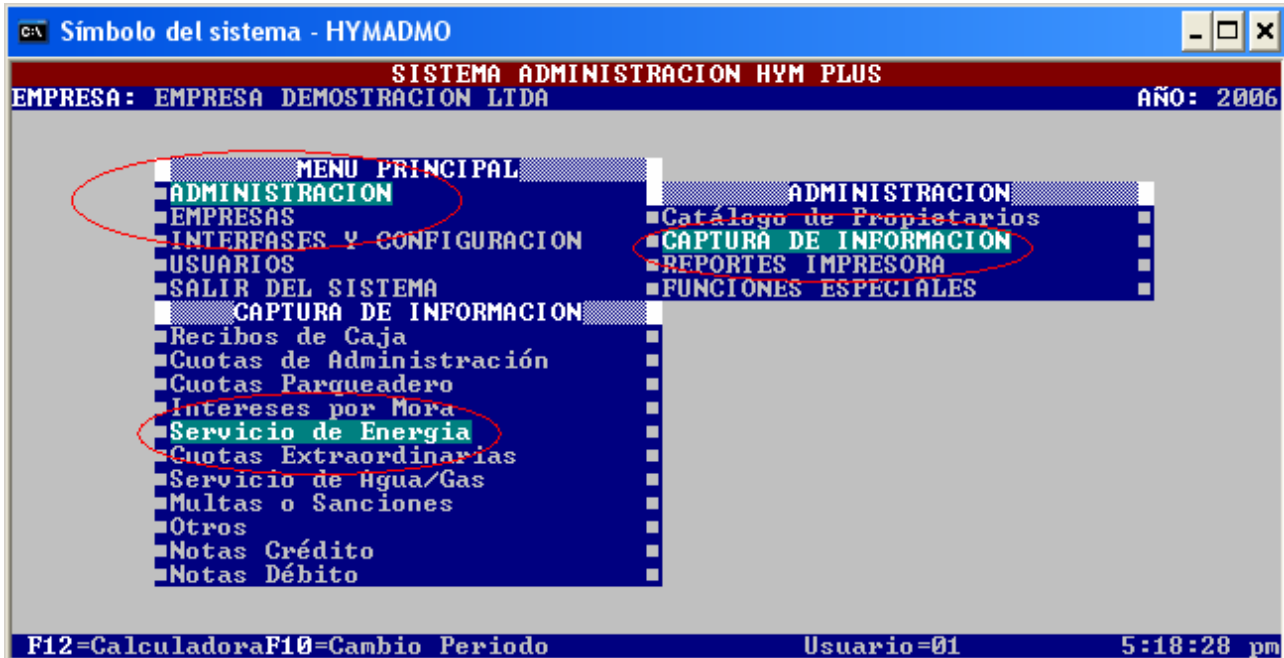 Símbolo del sistema - HYMADMO
SISTEMA ADMINISTRACION HYM PLUS
EMPRESA: EMPRESA DEMOSTRACION LTDA AÑO: 2006
MENU PRINCIPAL
ADMINISTRACION
EMPRESAS
INTERFASES Y CONFIGURACION
USUARIOS
SALIR DEL SISTEMA
ADMINISTRACION
Catálogo de Propietarios
CAPTURA DE INFORMACION
REPORTES IMPRESORA
FUNCIONES ESPECIALES
CAPTURA DE INFORMACION
Recibos de Caja
Cuotas de Administración
Cuotas Parqueadero
Intereses por Mora
Servicio de Energia
Cuotas Extraordinarias
Servicio de Agua/Gas
Multas o Sanciones
Otros
Notas Crédito
Notas Débito
F12=CalculadoraF10=Cambio Periodo Usuario=01 5:18:28 pm